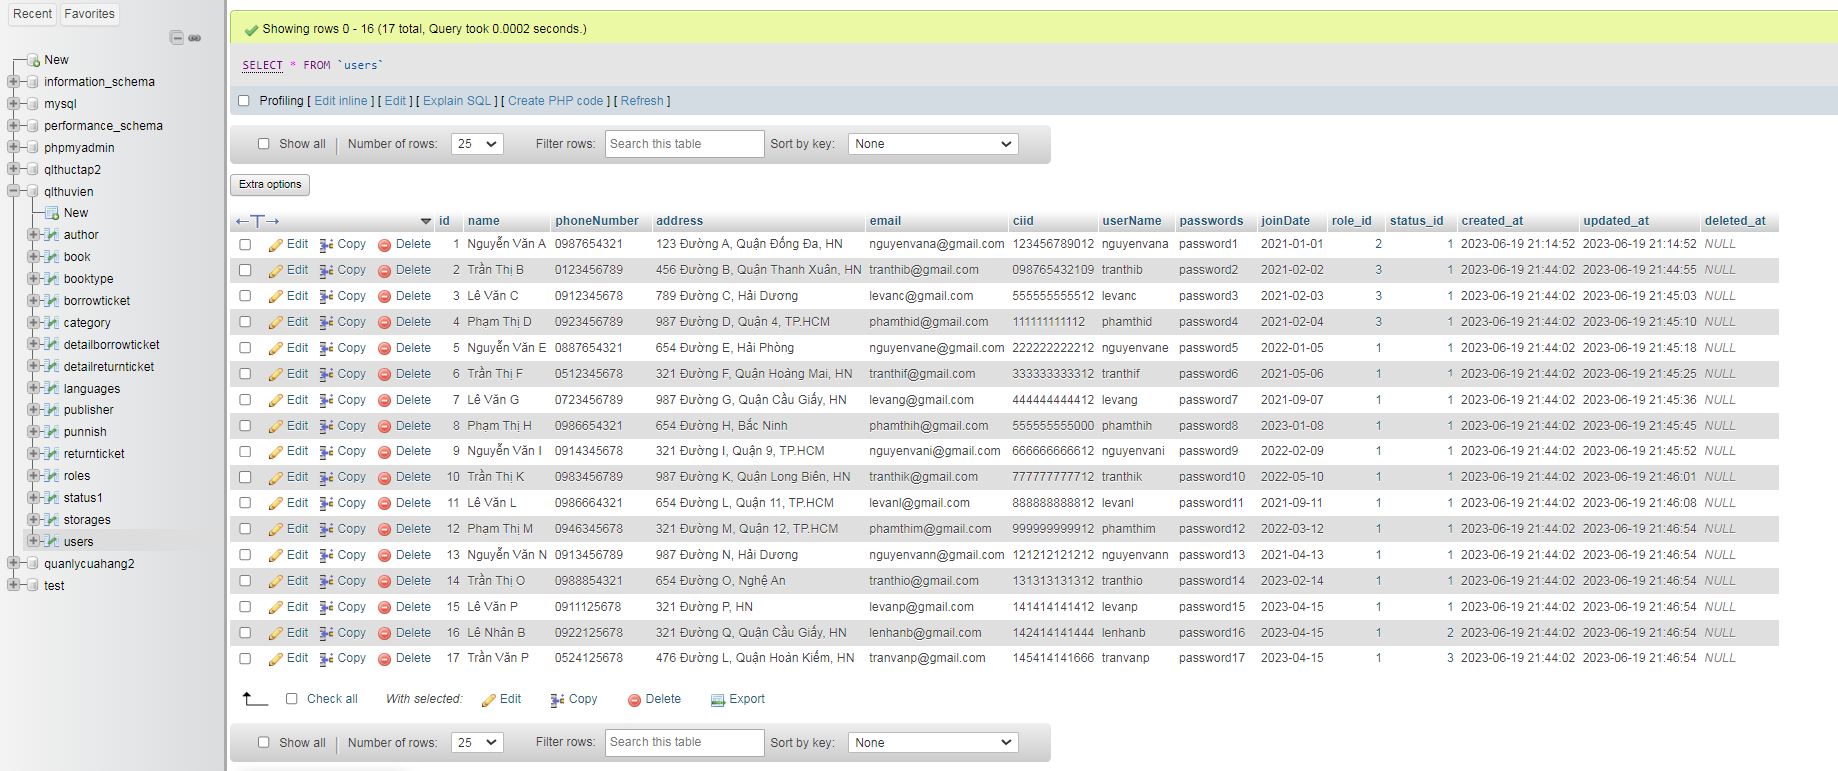 Recent Favorites
New
information_schema
mysql
performance_schema
phpmyadmin
qlthuctap2
qlthuvien
New
author
book
booktype
borrowticket
category
detailborrowticket
detailreturnticket
languages
publisher
punnish
returnticket
roles
status1
storages
users
quanlycuahang2
test
Showing rows 0 - 16 (17 total, Query took 0.0002 seconds.)
SELECT * FROM `users`
Profiling [ Edit inline ] [ Edit ] [ Explain SQL ] [ Create PHP code ] [ Refresh ]
Show all Number of rows: 25 Filter rows: Search this table Sort by key: None
Extra options
id name phoneNumber address email ciid userName passwords joinDate role_id status_id created_at updated_at deleted_at
Edit Copy Delete 1 Nguyễn Văn A 0987654321 123 Đường A, Quận Đống Đa, HN nguyenvana@gmail.com 123456789012 nguyenvana password1 2021-01-01 2 1 2023-06-19 21:14:52 2023-06-19 21:14:52 NULL
Edit Copy Delete 2 Trần Thị B 0123456789 456 Đường B, Quận Thanh Xuân, HN tranthib@gmail.com 098765432109 tranthib password2 2021-02-02 3 1 2023-06-19 21:44:02 2023-06-19 21:44:55 NULL
Edit Copy Delete 3 Lê Văn C 0912345678 789 Đường C, Hải Dương levanc@gmail.com 555555555512 levanc password3 2021-02-03 3 1 2023-06-19 21:44:02 2023-06-19 21:45:03 NULL
Edit Copy Delete 4 Phạm Thị D 0923456789 987 Đường D, Quận 4, TP.HCM phamthid@gmail.com 111111111112 phamthid password4 2021-02-04 3 1 2023-06-19 21:44:02 2023-06-19 21:45:10 NULL
Edit Copy Delete 5 Nguyễn Văn E 0887654321 654 Đường E, Hải Phòng nguyenvane@gmail.com 222222222212 nguyenvane password5 2022-01-05 1 1 2023-06-19 21:44:02 2023-06-19 21:45:18 NULL
Edit Copy Delete 6 Trần Thị F 0512345678 321 Đường F, Quận Hoàng Mai, HN tranthif@gmail.com 333333333312 tranthif password6 2021-05-06 1 1 2023-06-19 21:44:02 2023-06-19 21:45:25 NULL
Edit Copy Delete 7 Lê Văn G 0723456789 987 Đường G, Quận Cầu Giấy, HN levang@gmail.com 444444444412 levang password7 2021-09-07 1 1 2023-06-19 21:44:02 2023-06-19 21:45:36 NULL
Edit Copy Delete 8 Phạm Thị H 0986654321 654 Đường H, Bắc Ninh phamthih@gmail.com 555555555000 phamthih password8 2023-01-08 1 1 2023-06-19 21:44:02 2023-06-19 21:45:45 NULL
Edit Copy Delete 9 Nguyễn Văn I 0914345678 321 Đường I, Quận 9, TP.HCM nguyenvani@gmail.com 666666666612 nguyenvani password9 2022-02-09 1 1 2023-06-19 21:44:02 2023-06-19 21:45:52 NULL
Edit Copy Delete 10 Trần Thị K 0983456789 987 Đường K, Quận Long Biên, HN tranthik@gmail.com 777777777712 tranthik password10 2022-05-10 1 1 2023-06-19 21:44:02 2023-06-19 21:46:01 NULL
Edit Copy Delete 11 Lê Văn L 0986664321 654 Đường L, Quận 11, TP.HCM levanl@gmail.com 888888888812 levanl password11 2021-09-11 1 1 2023-06-19 21:44:02 2023-06-19 21:46:08 NULL
Edit Copy Delete 12 Phạm Thị M 0946345678 321 Đường M, Quận 12, TP.HCM phamthim@gmail.com 999999999912 phamthim password12 2022-03-12 1 1 2023-06-19 21:44:02 2023-06-19 21:46:54 NULL
Edit Copy Delete 13 Nguyễn Văn N 0913456789 987 Đường N, Hải Dương nguyenvann@gmail.com 121212121212 nguyenvann password13 2021-04-13 1 1 2023-06-19 21:44:02 2023-06-19 21:46:54 NULL
Edit Copy Delete 14 Trần Thị O 0988854321 654 Đường O, Nghệ An tranthio@gmail.com 131313131312 tranthio password14 2023-02-14 1 1 2023-06-19 21:44:02 2023-06-19 21:46:54 NULL
Edit Copy Delete 15 Lê Văn P 0911125678 321 Đường P, HN levanp@gmail.com 141414141412 levanp password15 2023-04-15 1 1 2023-06-19 21:44:02 2023-06-19 21:46:54 NULL
Edit Copy Delete 16 Lê Nhân B 0922125678 321 Đường Q, Quận Cầu Giấy, HN lenhanb@gmail.com 142414141444 lenhanb password16 2023-04-15 1 2 2023-06-19 21:44:02 2023-06-19 21:46:54 NULL
Edit Copy Delete 17 Trần Văn P 0524125678 476 Đường L, Quận Hoàn Kiếm, HN tranvanp@gmail.com 145414141666 tranvanp password17 2023-04-15 1 3 2023-06-19 21:44:02 2023-06-19 21:46:54 NULL
Check all With selected: Edit Copy Delete Export
Show all Number of rows: 25 Filter rows: Search this table Sort by key: None